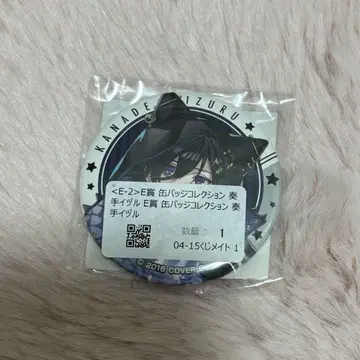 KANADE IZURU
<E-2>E賞 缶バッジコレクション 奏
手イヅル E賞 缶バッジコレクション 奏
手イヅル
数量: 1
04-15くじメイト 1
© 2016 COVER